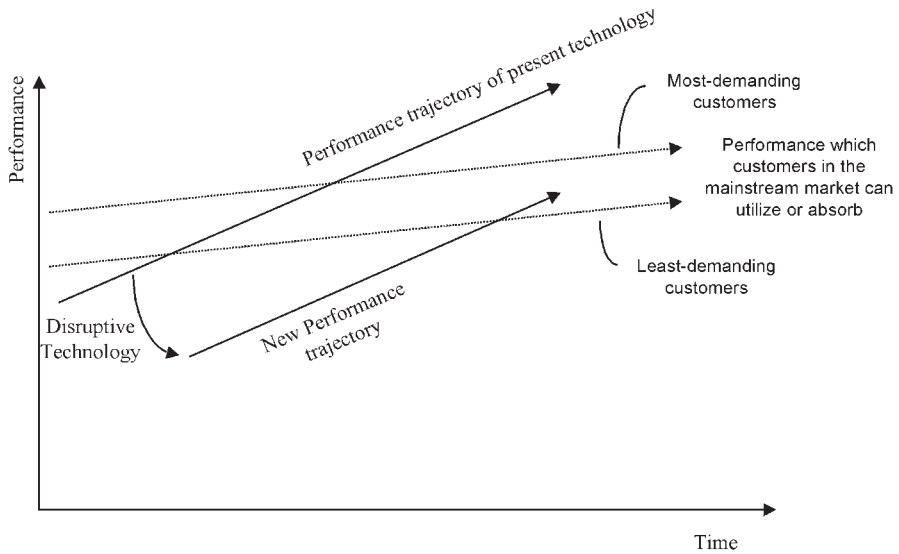 Performance
Performance trajectory of present technology
Most-demanding
customers
Performance which
customers in the
mainstream market can
utilize or absorb
Least-demanding
customers
Disruptive
Technology
New Performance
trajectory
Time